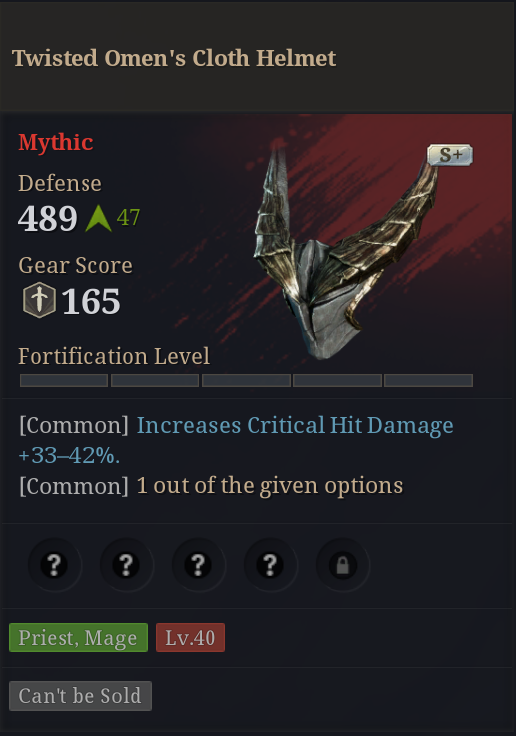 Twisted Omen's Cloth Helmet
Mythic
S+
Defense
489 47
Gear Score
165
Fortification Level
[Common] Increases Critical Hit Damage
+33–42%.
[Common] 1 out of the given options
? ? ? ?
Priest, Mage Lv.40
Can't be Sold